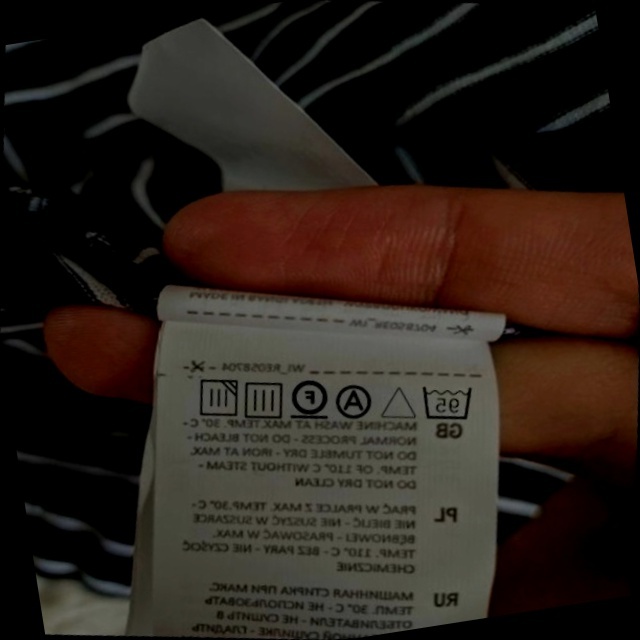 WI_RED58704
95 A F
GB MACHINE WASH AT MAX.TEMP. 30° C -
NORMAL PROCESS- DO NOT BLEACH -
DO NOT TUMBLE DRY - IRON AT MAX.
TEMP. OF 110°C WITHOUT STEAM -
DO NOT DRY CLEAN
PL PRAĆ W PRALCE Z MAX. TEMP.30°C -
NIE BIELIĆ - NIE SUSZYĆ W SUSZARCE
BĘBNOWEJ - PRASOWAĆ W MAX.
TEMP. 110°C - BEZ PARY - NIE CZYŚCIĆ
CHEMICZNIE
RU МАШИННАЯ СТИРКА ПРИ МАКС.
ТЕМП. 30°C - НЕ ИСПОЛЬЗОВАТЬ
ОТБЕЛИВАТЕЛИ - НЕ СУШИТЬ В
СУШИЛКЕ - ГЛАДИТЬ